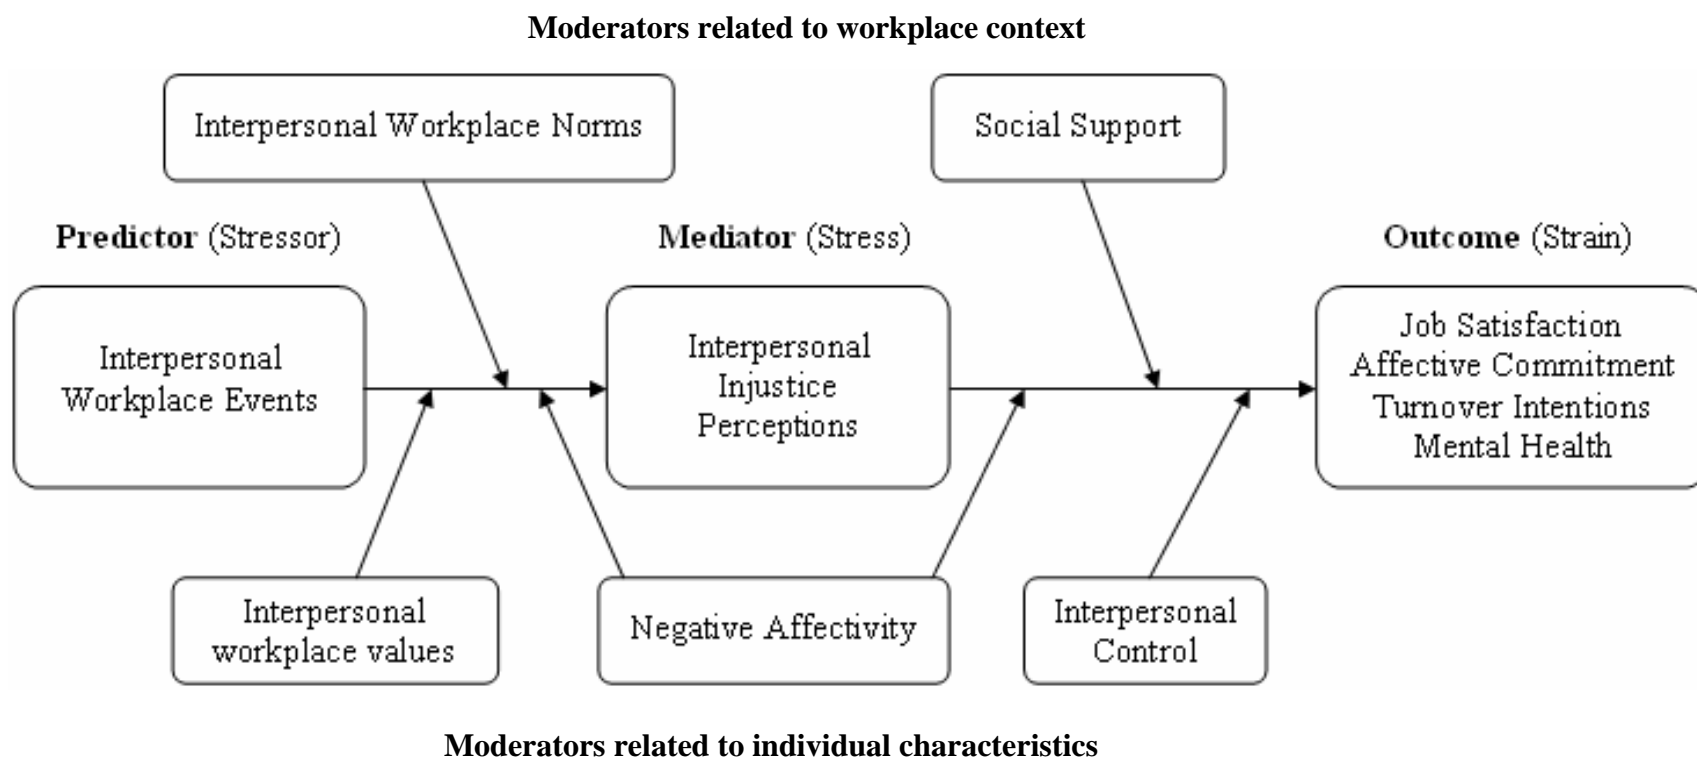 Moderators related to workplace context
Interpersonal Workplace Norms
Social Support
Predictor (Stressor)
Mediator (Stress)
Outcome (Strain)
Interpersonal
Workplace Events
Interpersonal
Injustice
Perceptions
Job Satisfaction
Affective Commitment
Turnover Intentions
Mental Health
Interpersonal
workplace values
Negative Affectivity
Interpersonal
Control
Moderators related to individual characteristics